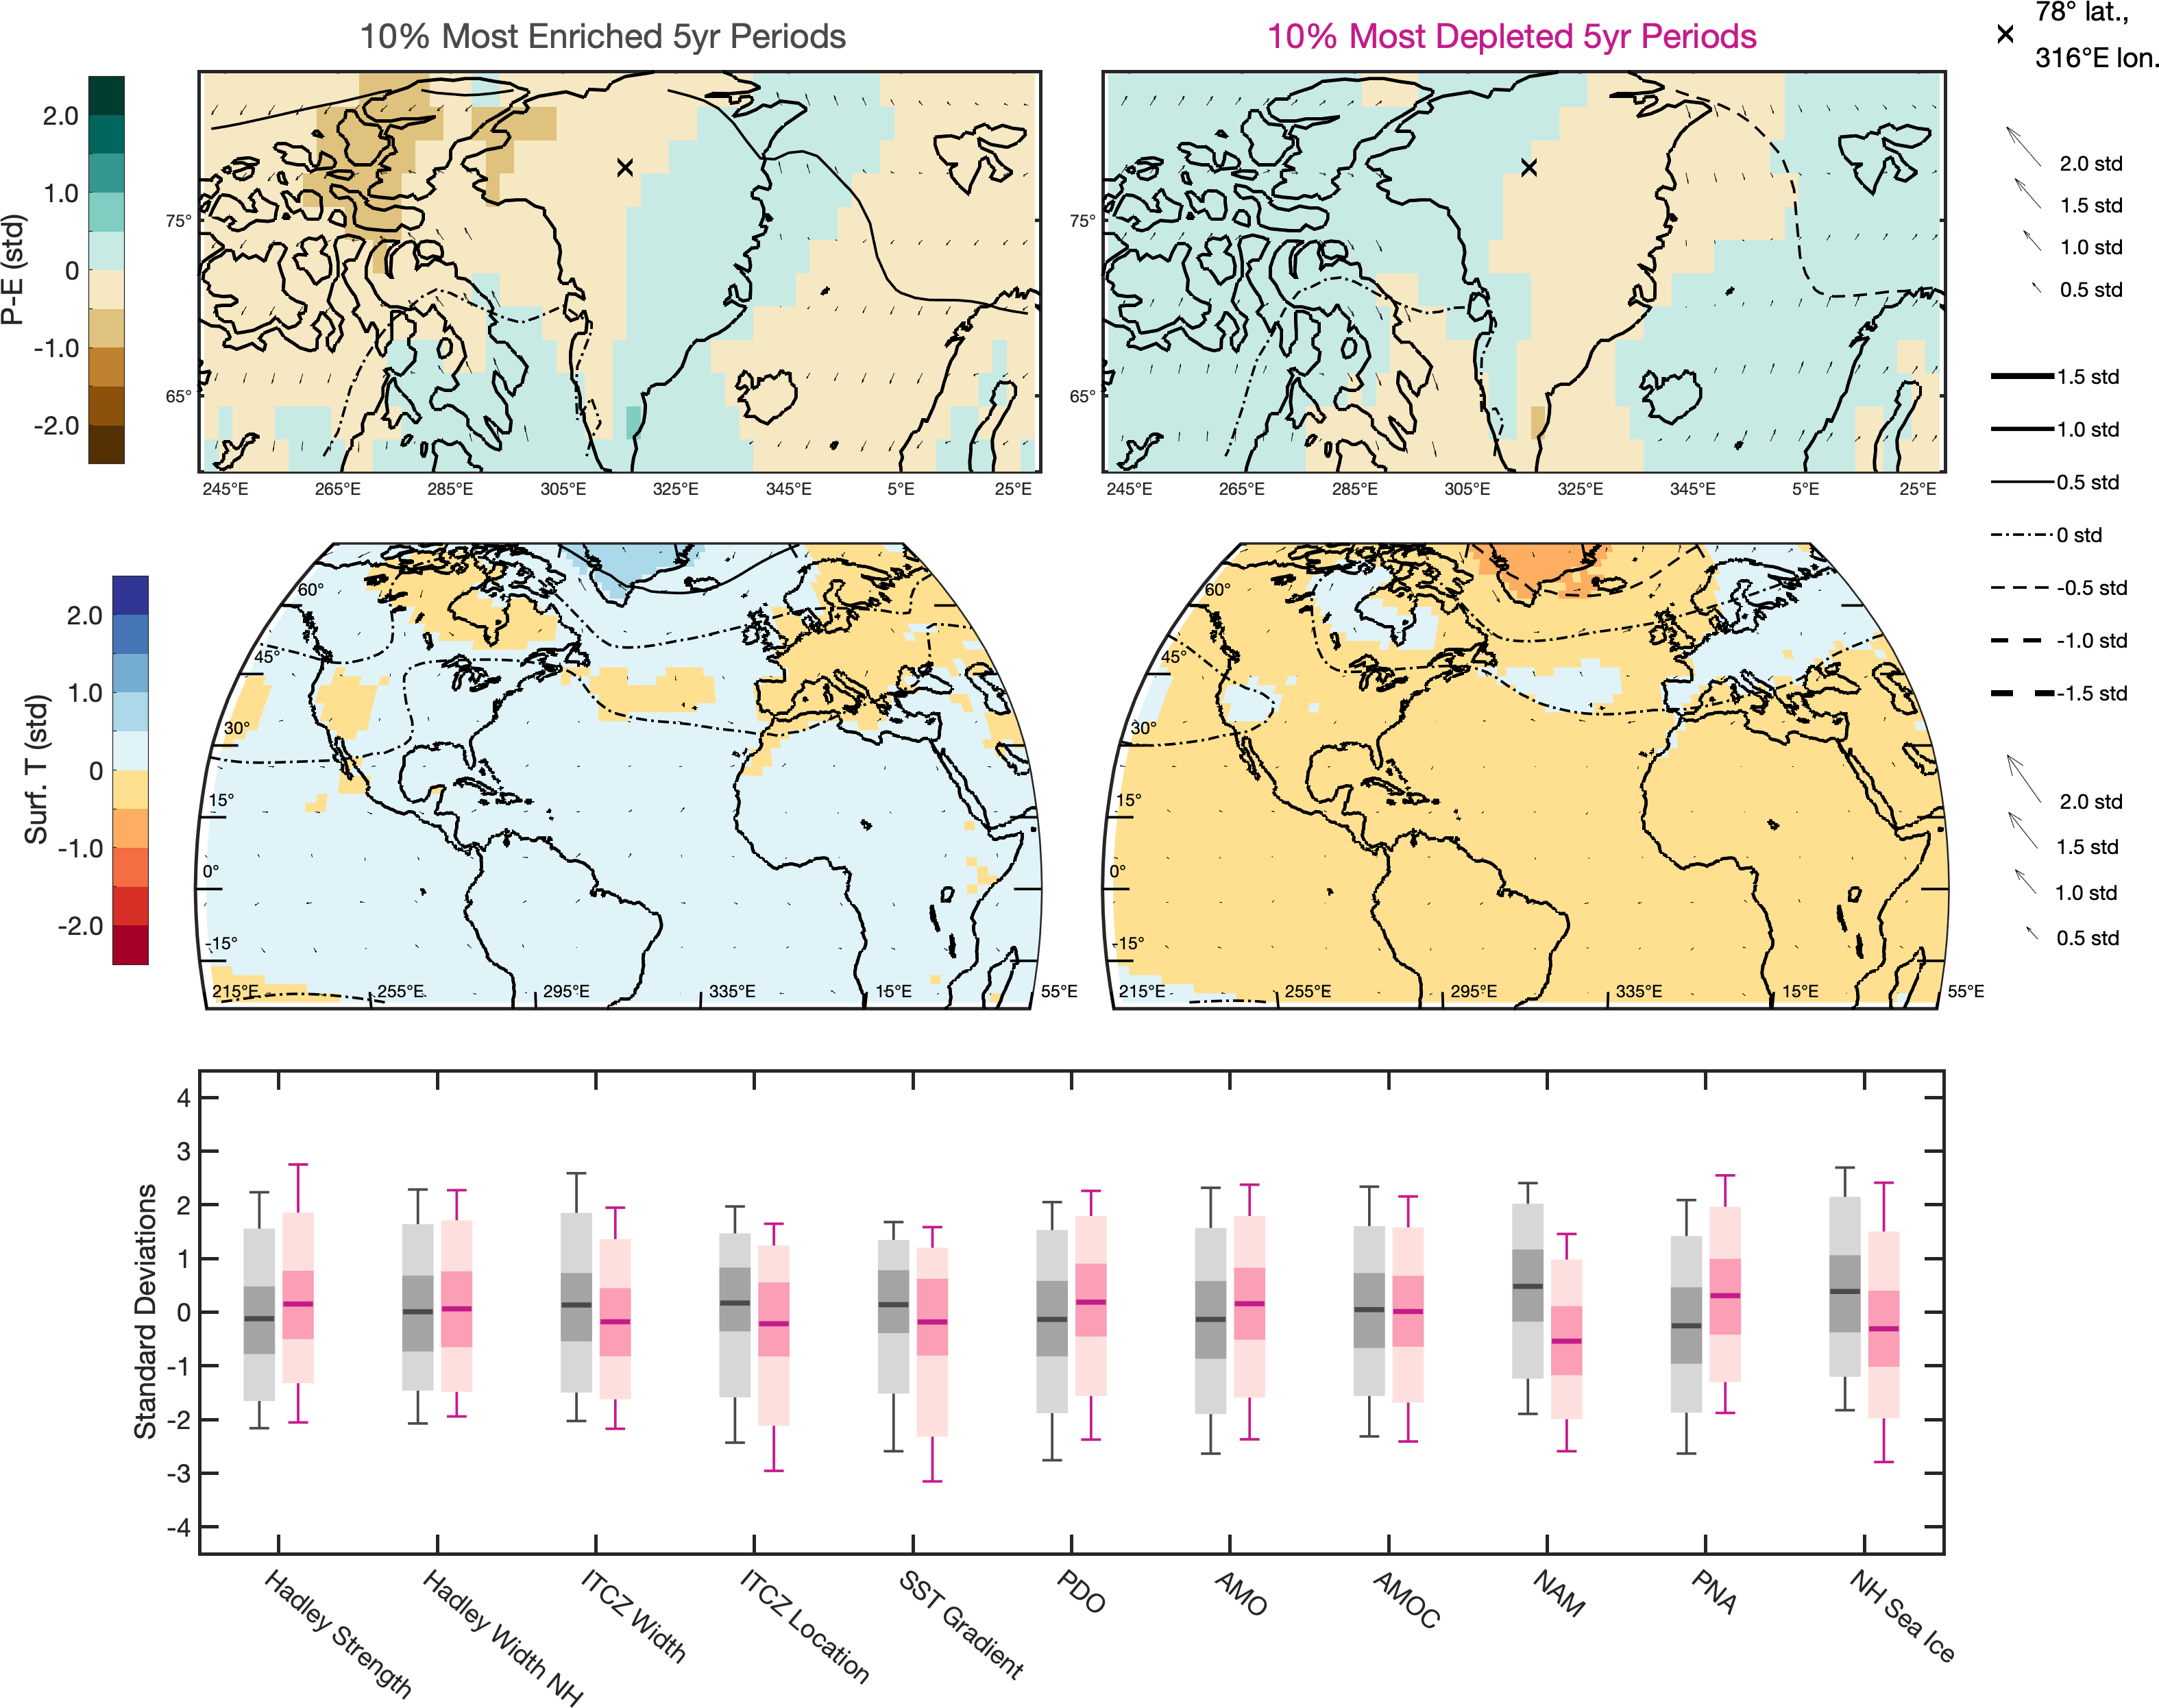 10% Most Enriched 5yr Periods
10% Most Depleted 5yr Periods
78° lat.,
316°E lon.
P-E (std)
2.0
1.0
0
-1.0
-2.0
75°
65°
245°E 265°E 285°E 305°E 325°E 345°E 5°E 25°E
75°
65°
245°E 265°E 285°E 305°E 325°E 345°E 5°E 25°E
2.0 std
1.5 std
1.0 std
0.5 std
1.5 std
1.0 std
0.5 std
0 std
-0.5 std
-1.0 std
-1.5 std
Surf. T (std)
2.0
1.0
0
-1.0
-2.0
60°
45°
30°
15°
0°
-15°
215°E 255°E 295°E 335°E 15°E 55°E
60°
45°
30°
15°
0°
-15°
215°E 255°E 295°E 335°E 15°E 55°E
2.0 std
1.5 std
1.0 std
0.5 std
Standard Deviations
4
3
2
1
0
-1
-2
-3
-4
Hadley Strength
Hadley Width NH
ITCZ Width
ITCZ Location
SST Gradient
PDO
AMO
AMOC
NAM
PNA
NH Sea Ice